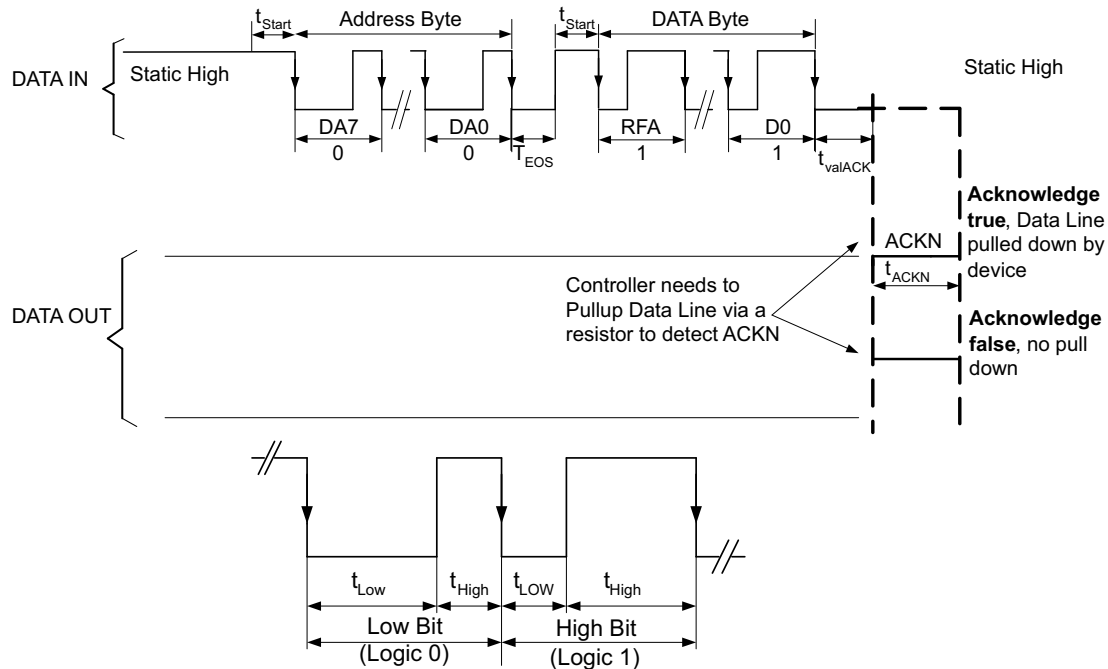 tStart
Address Byte
tStart
DATA Byte
DATA IN
Static High
Static High
DA7
0
DA0
0
TEOS
RFA
1
D0
1
tvalACK
Acknowledge
true, Data Line
pulled down by
device
ACKN
tACKN
Controller needs to
Pullup Data Line via a
resistor to detect ACKN
DATA OUT
Acknowledge
false, no pull
down
tLow
tHigh
tLOW
tHigh
Low Bit
(Logic 0)
High Bit
(Logic 1)